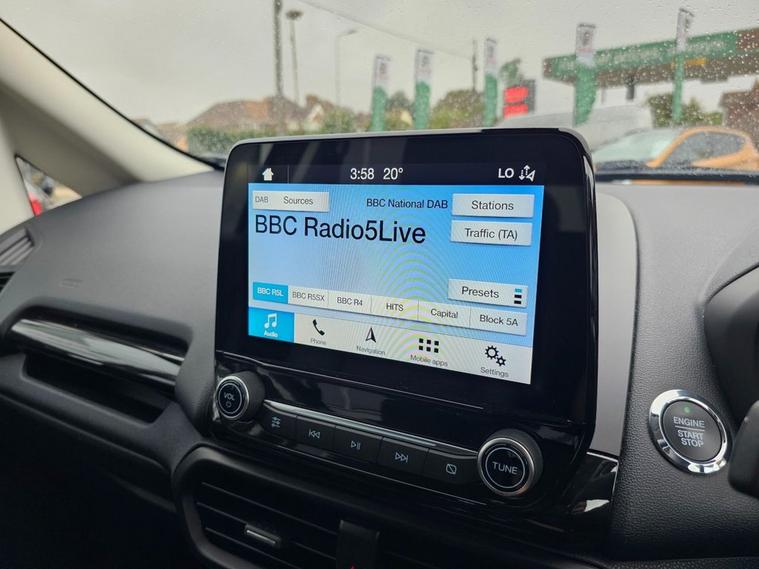 3:58 20° LO
DAB Sources
BBC National DAB
Stations
BBC Radio5Live
Traffic (TA)
Presets
BBC R5L BBC R5SX BBC R4 HITS Capital Block 5A
Audio Phone Navigation Mobile apps Settings
VOL
TUNE
ENGINE
START
STOP